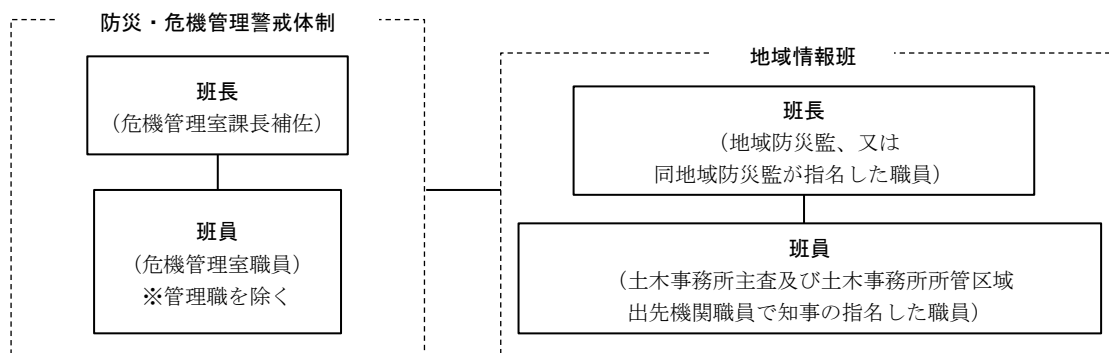 防災・危機管理警戒体制
班長
（危機管理室課長補佐）
班員
（危機管理室職員）
※管理職を除く
地域情報班
班長
（地域防災監、又は
同地域防災監が指名した職員）
班員
（土木事務所主査及び土木事務所所管区域
出先機関職員で知事の指名した職員）